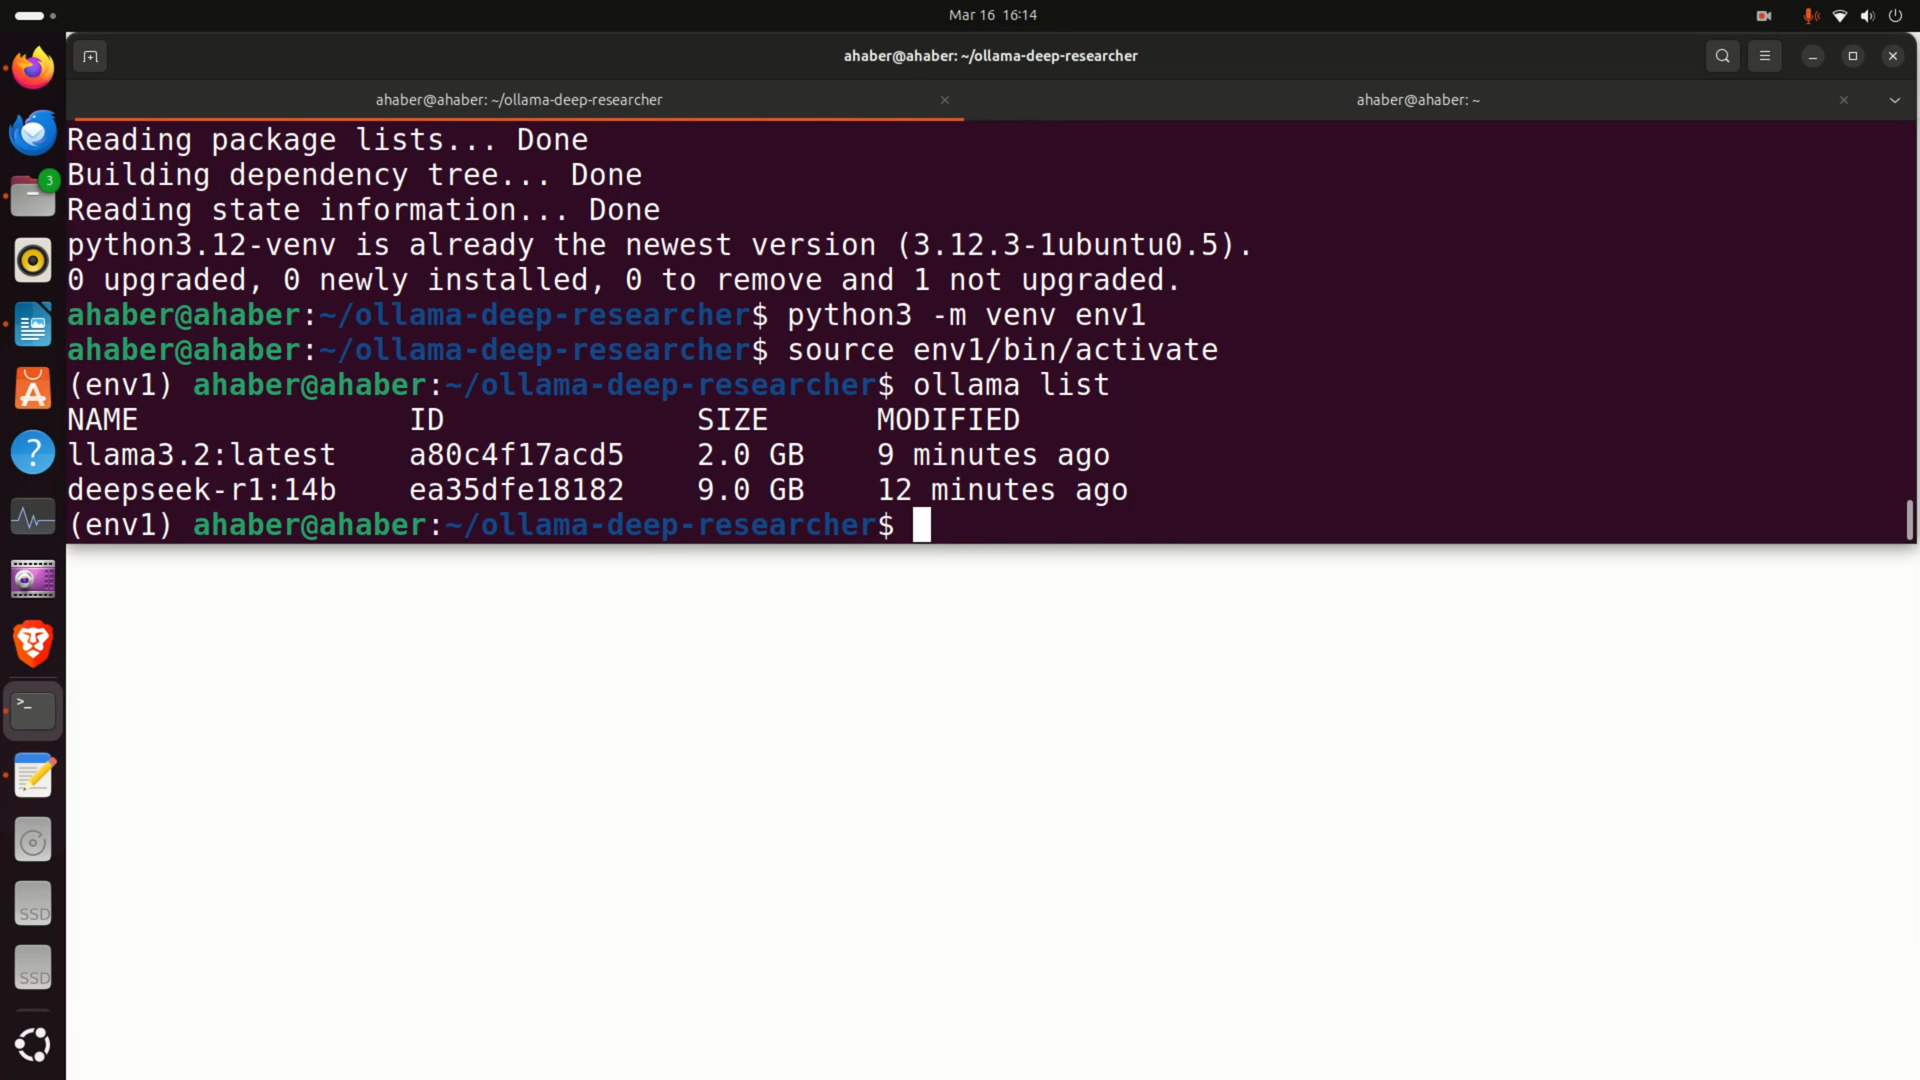 Mar 16 16:14
ahaber@ahaber: ~/ollama-deep-researcher
ahaber@ahaber: ~/ollama-deep-researcher
ahaber@ahaber: ~
Reading package lists... Done
Building dependency tree... Done
Reading state information... Done
python3.12-venv is already the newest version (3.12.3-1ubuntu0.5).
0 upgraded, 0 newly installed, 0 to remove and 1 not upgraded.
ahaber@ahaber:~/ollama-deep-researcher$ python3 -m venv env1
ahaber@ahaber:~/ollama-deep-researcher$ source env1/bin/activate
(env1) ahaber@ahaber:~/ollama-deep-researcher$ ollama list
NAME ID SIZE MODIFIED
llama3.2:latest a80c4f17acd5 2.0 GB 9 minutes ago
deepseek-r1:14b ea35dfe18182 9.0 GB 12 minutes ago
(env1) ahaber@ahaber:~/ollama-deep-researcher$
3
?
>_
SSD
SSD